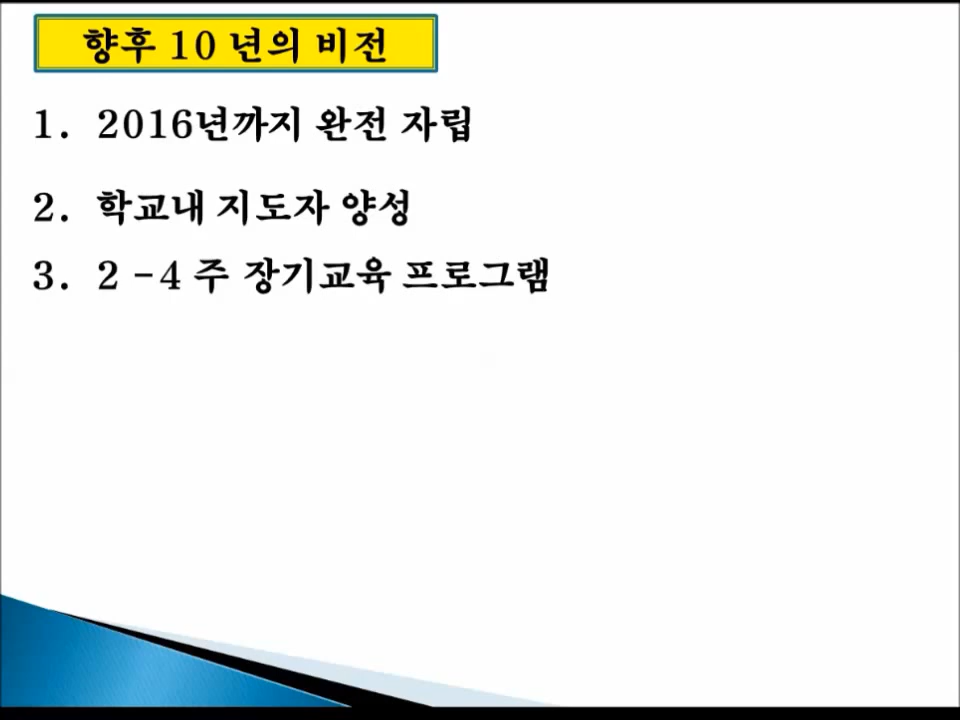 향후 10 년의 비전
1. 2016년까지 완전 자립
2. 학교내 지도자 양성
3. 2 -4 주 장기교육 프로그램